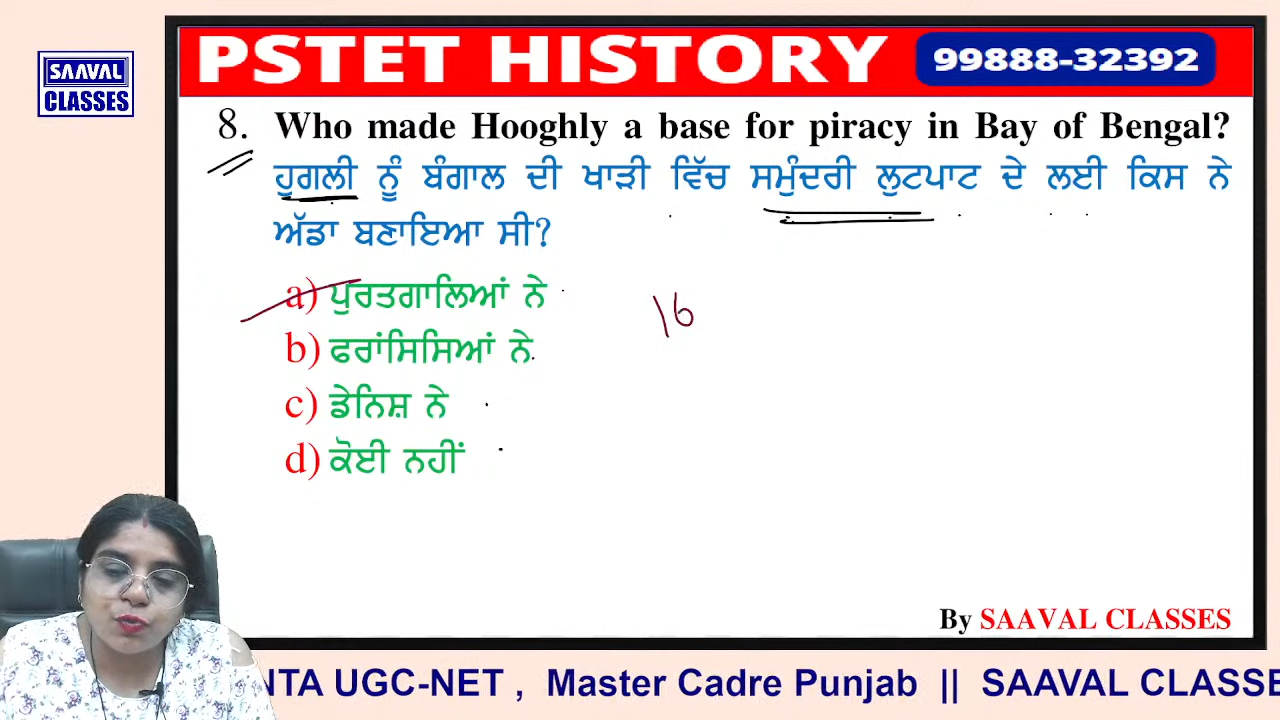 SAAVAL
CLASSES
PSTET HISTORY
99888-32392
8. Who made Hooghly a base for piracy in Bay of Bengal?
ਹੁਗਲੀ ਨੂੰ ਬੰਗਾਲ ਦੀ ਖਾੜੀ ਵਿੱਚ ਸਮੁੰਦਰੀ ਲੁਟਪਾਟ ਦੇ ਲਈ ਕਿਸ ਨੇ
ਅੱਡਾ ਬਣਾਇਆ ਸੀ?
a) ਪੁਰਤਗਾਲਿਆਂ ਨੇ
16
b) ਫਰਾਂਸਿਸਿਆਂ ਨੇ
c) ਡੇਨਿਸ਼ ਨੇ
d) ਕੋਈ ਨਹੀਂ
By SAAVAL CLASSES
NTA UGC-NET , Master Cadre Punjab || SAAVAL CLASSE